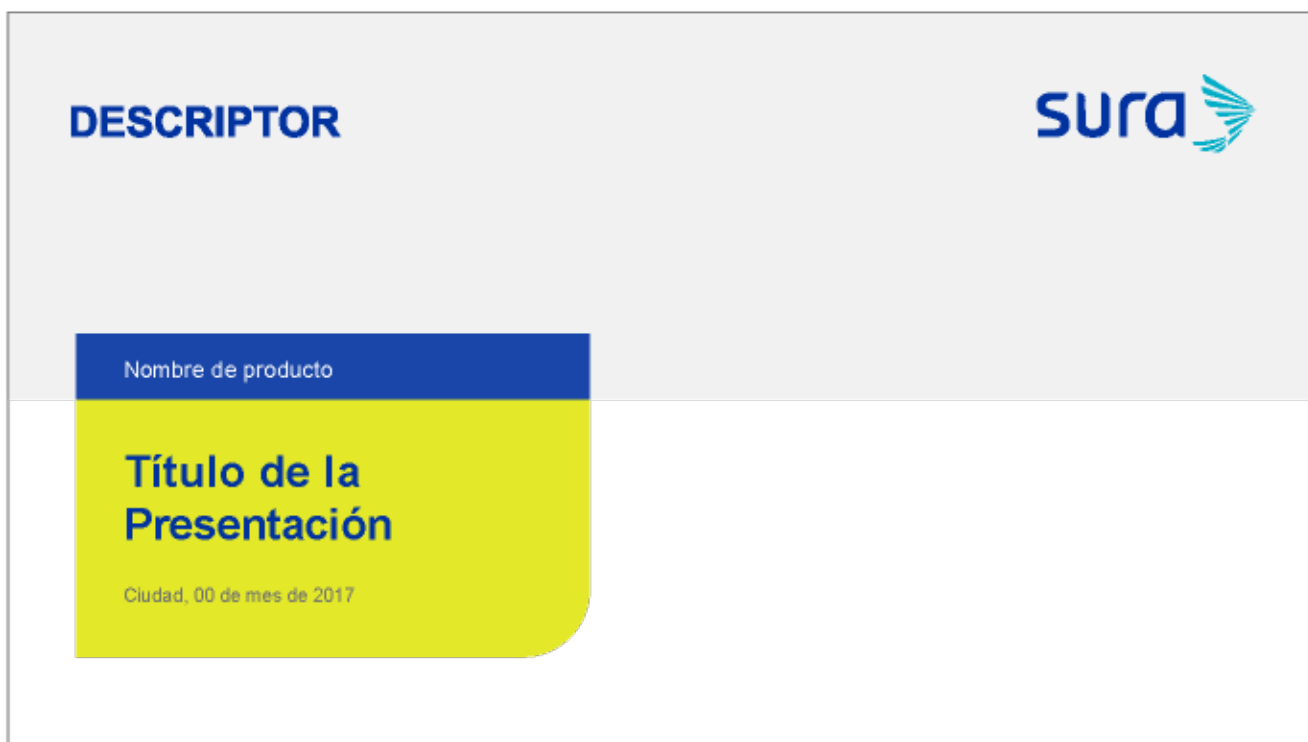 DESCRIPTOR
sura
Nombre de producto
Título de la
Presentación
Ciudad, 00 de mes de 2017